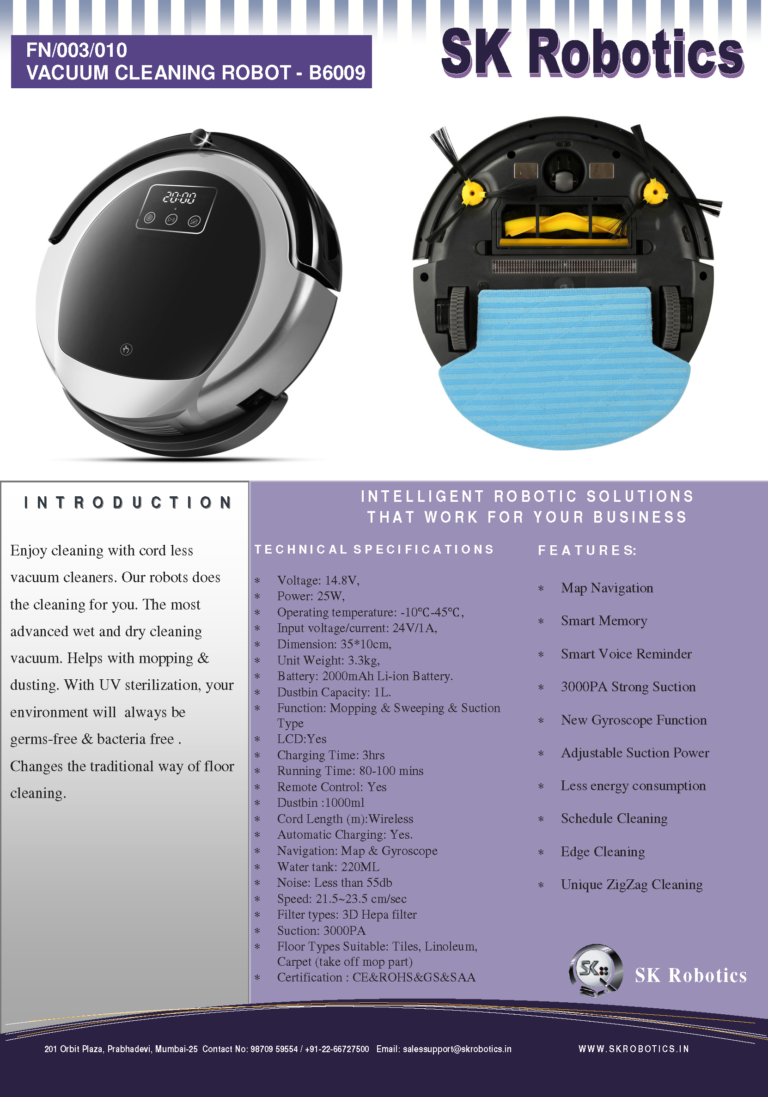 FN/003/010
VACUUM CLEANING ROBOT - B6009
SK Robotics
20:00
INTRODUCTION
Enjoy cleaning with cord less
vacuum cleaners. Our robots does
the cleaning for you. The most
advanced wet and dry cleaning
vacuum. Helps with mopping &
dusting. With UV sterilization, your
environment will always be
germs-free & bacteria free .
Changes the traditional way of floor
cleaning.
INTELLIGENT ROBOTIC SOLUTIONS
THAT WORK FOR YOUR BUSINESS
TECHNICAL SPECIFICATIONS
* Voltage: 14.8V,
* Power: 25W,
* Operating temperature: -10℃-45℃,
* Input voltage/current: 24V/1A,
* Dimension: 35*10cm,
* Unit Weight: 3.3kg,
* Battery: 2000mAh Li-ion Battery.
* Dustbin Capacity: 1L.
* Function: Mopping & Sweeping & Suction
Type
* LCD:Yes
* Charging Time: 3hrs
* Running Time: 80-100 mins
* Remote Control: Yes
* Dustbin :1000ml
* Cord Length (m):Wireless
* Automatic Charging: Yes.
* Navigation: Map & Gyroscope
* Water tank: 220ML
* Noise: Less than 55db
* Speed: 21.5~23.5 cm/sec
* Filter types: 3D Hepa filter
* Suction: 3000PA
* Floor Types Suitable: Tiles, Linoleum,
Carpet (take off mop part)
* Certification : CE&ROHS&GS&SAA
FEATURES:
* Map Navigation
* Smart Memory
* Smart Voice Reminder
* 3000PA Strong Suction
* New Gyroscope Function
* Adjustable Suction Power
* Less energy consumption
* Schedule Cleaning
* Edge Cleaning
* Unique ZigZag Cleaning
SK
SK Robotics
201 Orbit Plaza, Prabhadevi, Mumbai-25 Contact No: 98709 59554 / +91-22-66727500 Email: salessupport@skrobotics.in
WWW.SKROBOTICS.IN